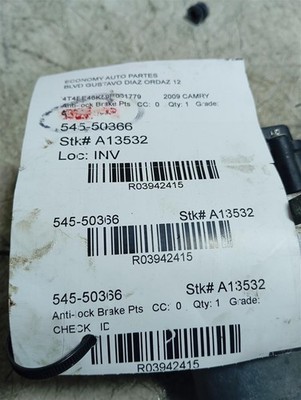 ECONOMY AUTO PARTES
BLVD GUSTAVO DIAZ ORDAZ 12
2009 CAMRY
Anti-ock Brake Pts CC: 0 Qty: 1 Grade:
545-50366
Stk# A13532
Loc: INV
R03942415
545-50366 Stk# A13532
R03942415
545-50366 Stk# A13532
Anti-lock Brake Pts CC: 0 Qty: 1 Grade:
CHECK ID
R03942415